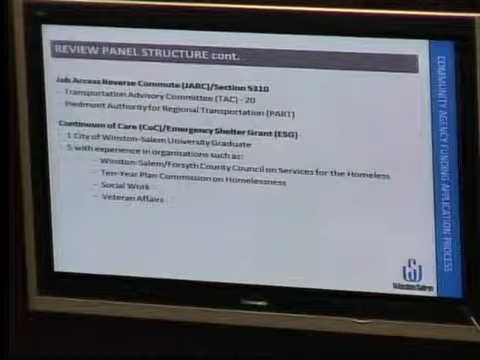 REVIEW PANEL STRUCTURE cont.
Job Access Reverse Commute (JARC)/Section 5310
- Transportation Advisory Committee (TAC) - 20
- Piedmont Authority for Regional Transportation (PART)
Continuum of Care (CoC)/Emergency Shelter Grant (ESG)
1 City of Winston-Salem University Graduate
5 with experience in organizations such as:
- Winston-Salem/Forsyth County Council on Services for the Homeless
- Ten-Year Plan Commission on Homelessness
- Social Work
- Veteran Affairs
COMMUNITY AGENCY FUNDING APPLICATION PROCESS
Winston-Salem